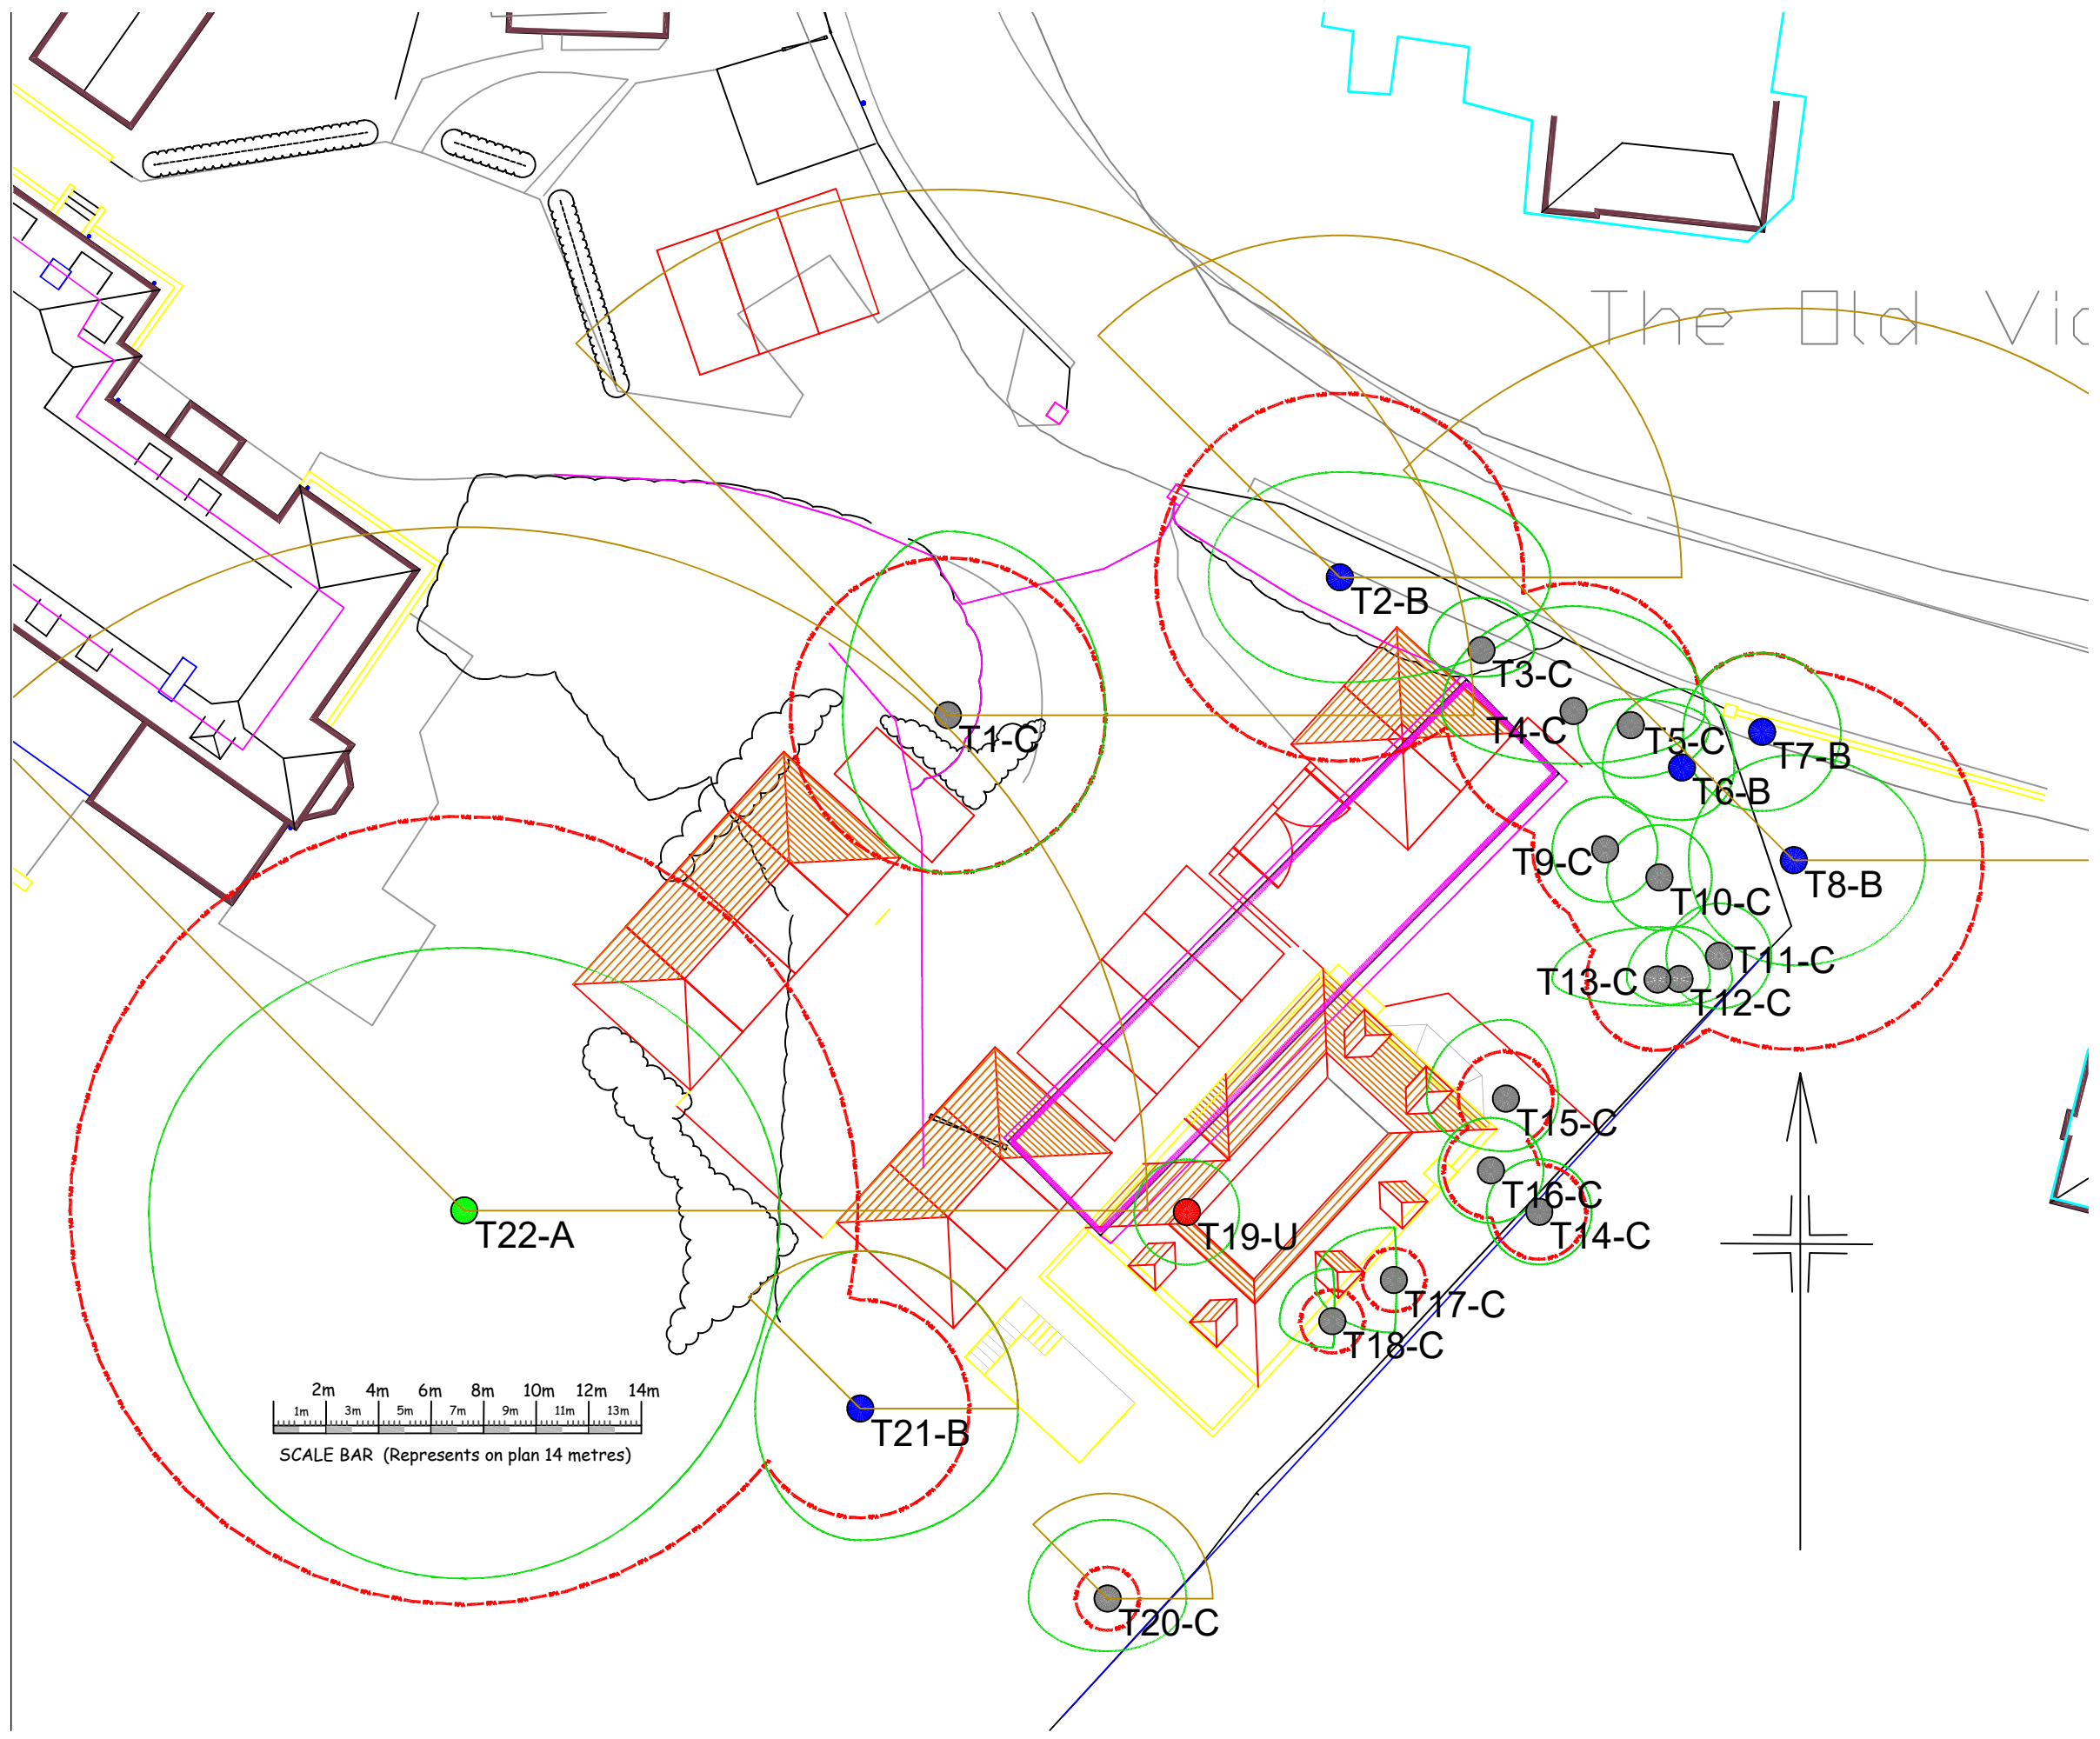 The Old Vic
T2-B
T3-C
T4-C
T5-C
T1-C
T7-B
T6-B
T9-C
T8-B
T10-C
T11-C
T13-C
T12-C
T15-C
T16-C
T14-C
T19-U
T22-A
T17-C
T18-C
2m 4m 6m 8m 10m 12m 14m
1m 3m 5m 7m 9m 11m 13m
T21-B
SCALE BAR (Represents on plan 14 metres)
T20-C